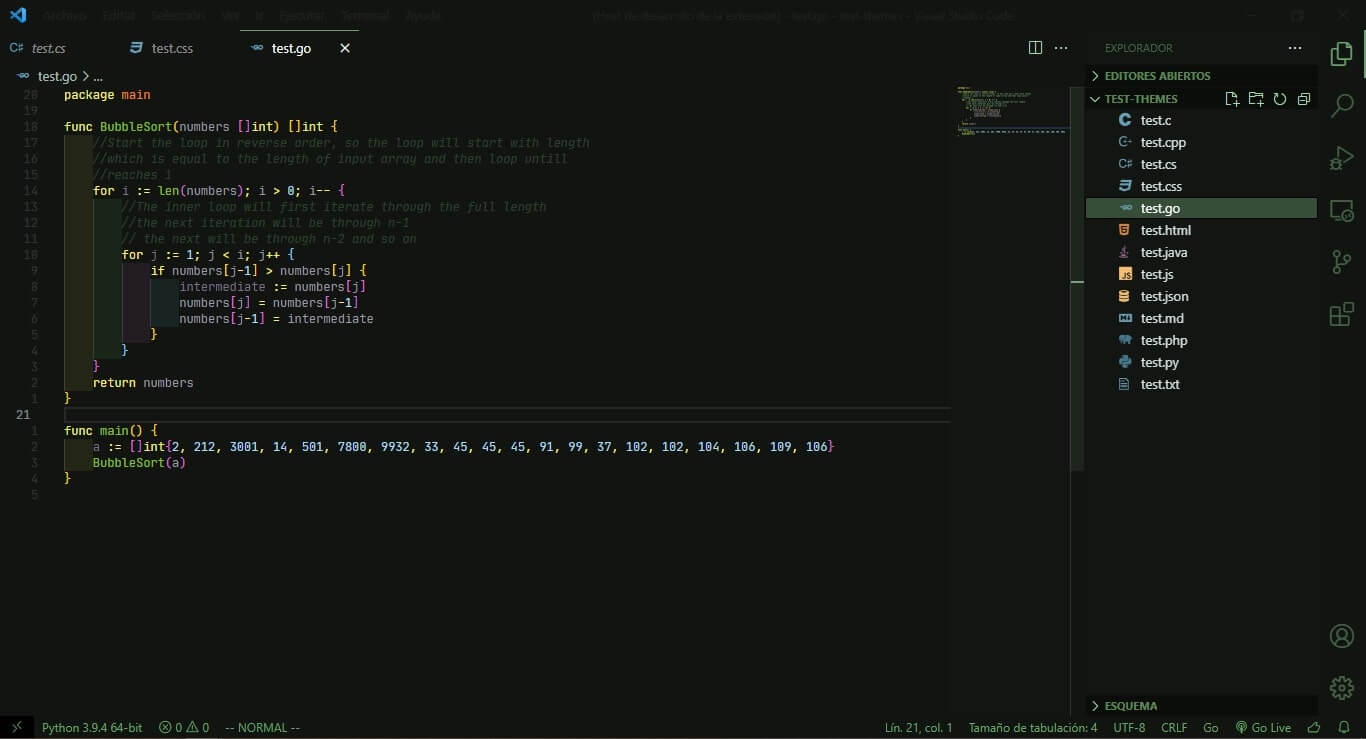 Archivo Editar Selección Ver Ir Ejecutar Terminal Ayuda
[Host de desarrollo de la extensión] - test.go - test-themes - Visual Studio Code
test.cs
test.css
test.go
test.go > ...
20 package main
19
18 func BubbleSort(numbers []int) []int {
17 //Start the loop in reverse order, so the loop will start with length
16 //which is equal to the length of input array and then loop untill
15 //reaches 1
14 for i := len(numbers); i > 0; i-- {
13 //The inner loop will first iterate through the full length
12 //the next iteration will be through n-1
11 // the next will be through n-2 and so on
10 for j := 1; j < i; j++ {
9 if numbers[j-1] > numbers[j] {
8 intermediate := numbers[j]
7 numbers[j] = numbers[j-1]
6 numbers[j-1] = intermediate
5 }
4 }
3 }
2 return numbers
1 }
21
1 func main() {
2 a := []int{2, 212, 3001, 14, 501, 7800, 9932, 33, 45, 45, 45, 91, 99, 37, 102, 102, 104, 106, 109, 106}
3 BubbleSort(a)
4 }
5
EXPLORADOR
EDITORES ABIERTOS
TEST-THEMES
test.c
test.cpp
test.cs
test.css
test.go
test.html
test.java
test.js
test.json
test.md
test.php
test.py
test.txt
ESQUEMA
Python 3.9.4 64-bit 0 0 -- NORMAL --
Lín. 21, col. 1 Tamaño de tabulación: 4 UTF-8 CRLF Go Go Live